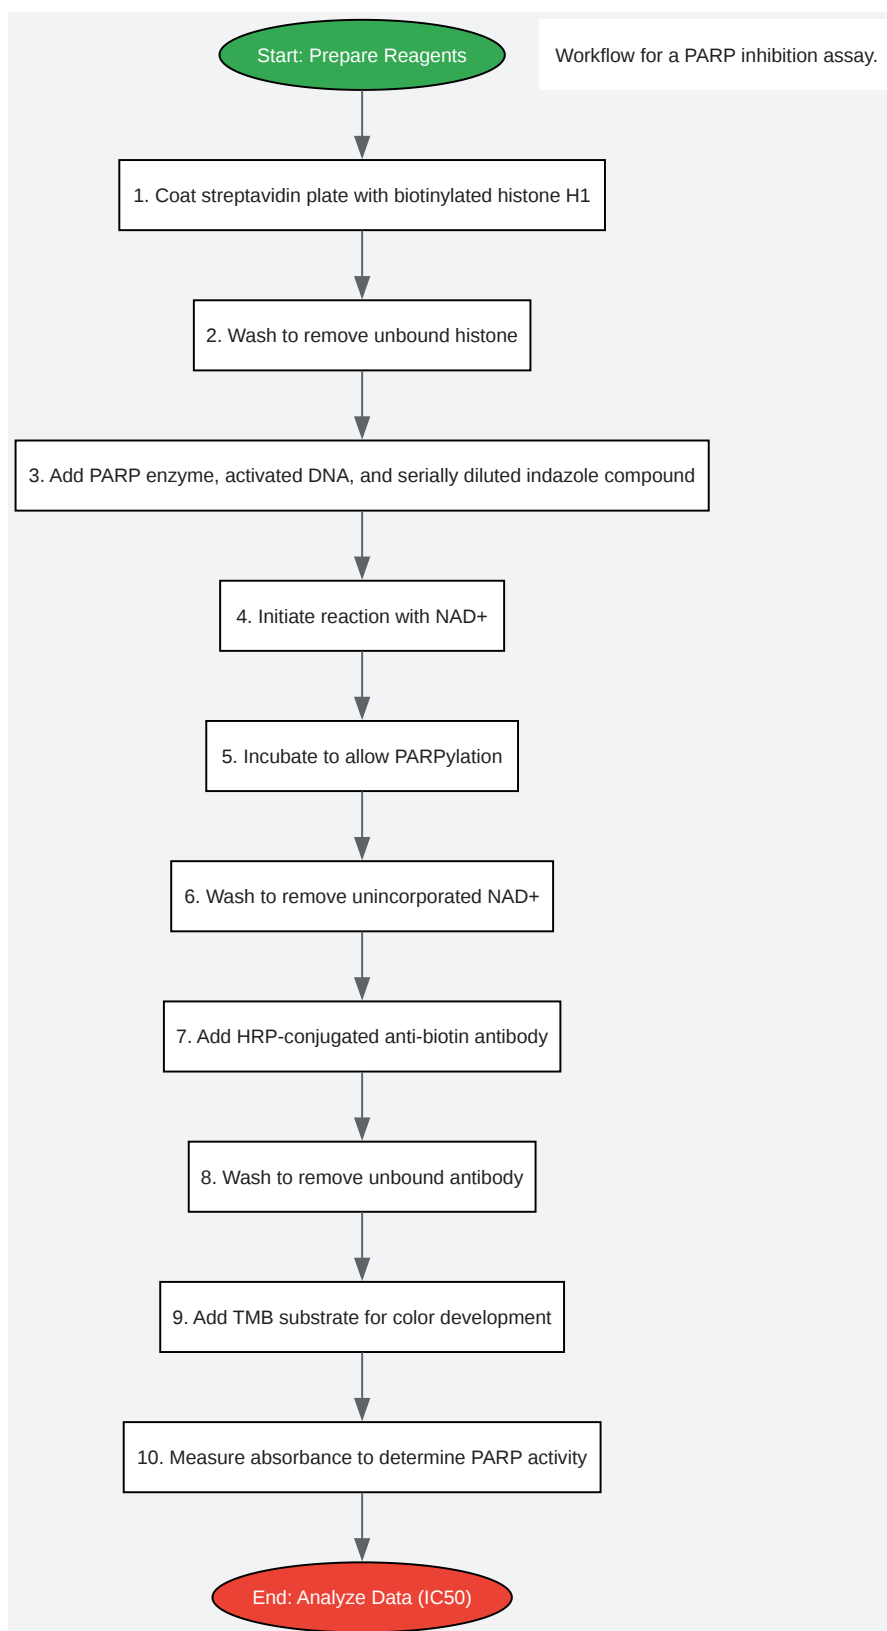 Start: Prepare Reagents
Workflow for a PARP inhibition assay.
1. Coat streptavidin plate with biotinylated histone H1
2. Wash to remove unbound histone
3. Add PARP enzyme, activated DNA, and serially diluted indazole compound
4. Initiate reaction with NAD+
5. Incubate to allow PARPylation
6. Wash to remove unincorporated NAD+
7. Add HRP-conjugated anti-biotin antibody
8. Wash to remove unbound antibody
9. Add TMB substrate for color development
10. Measure absorbance to determine PARP activity
End: Analyze Data (IC50)